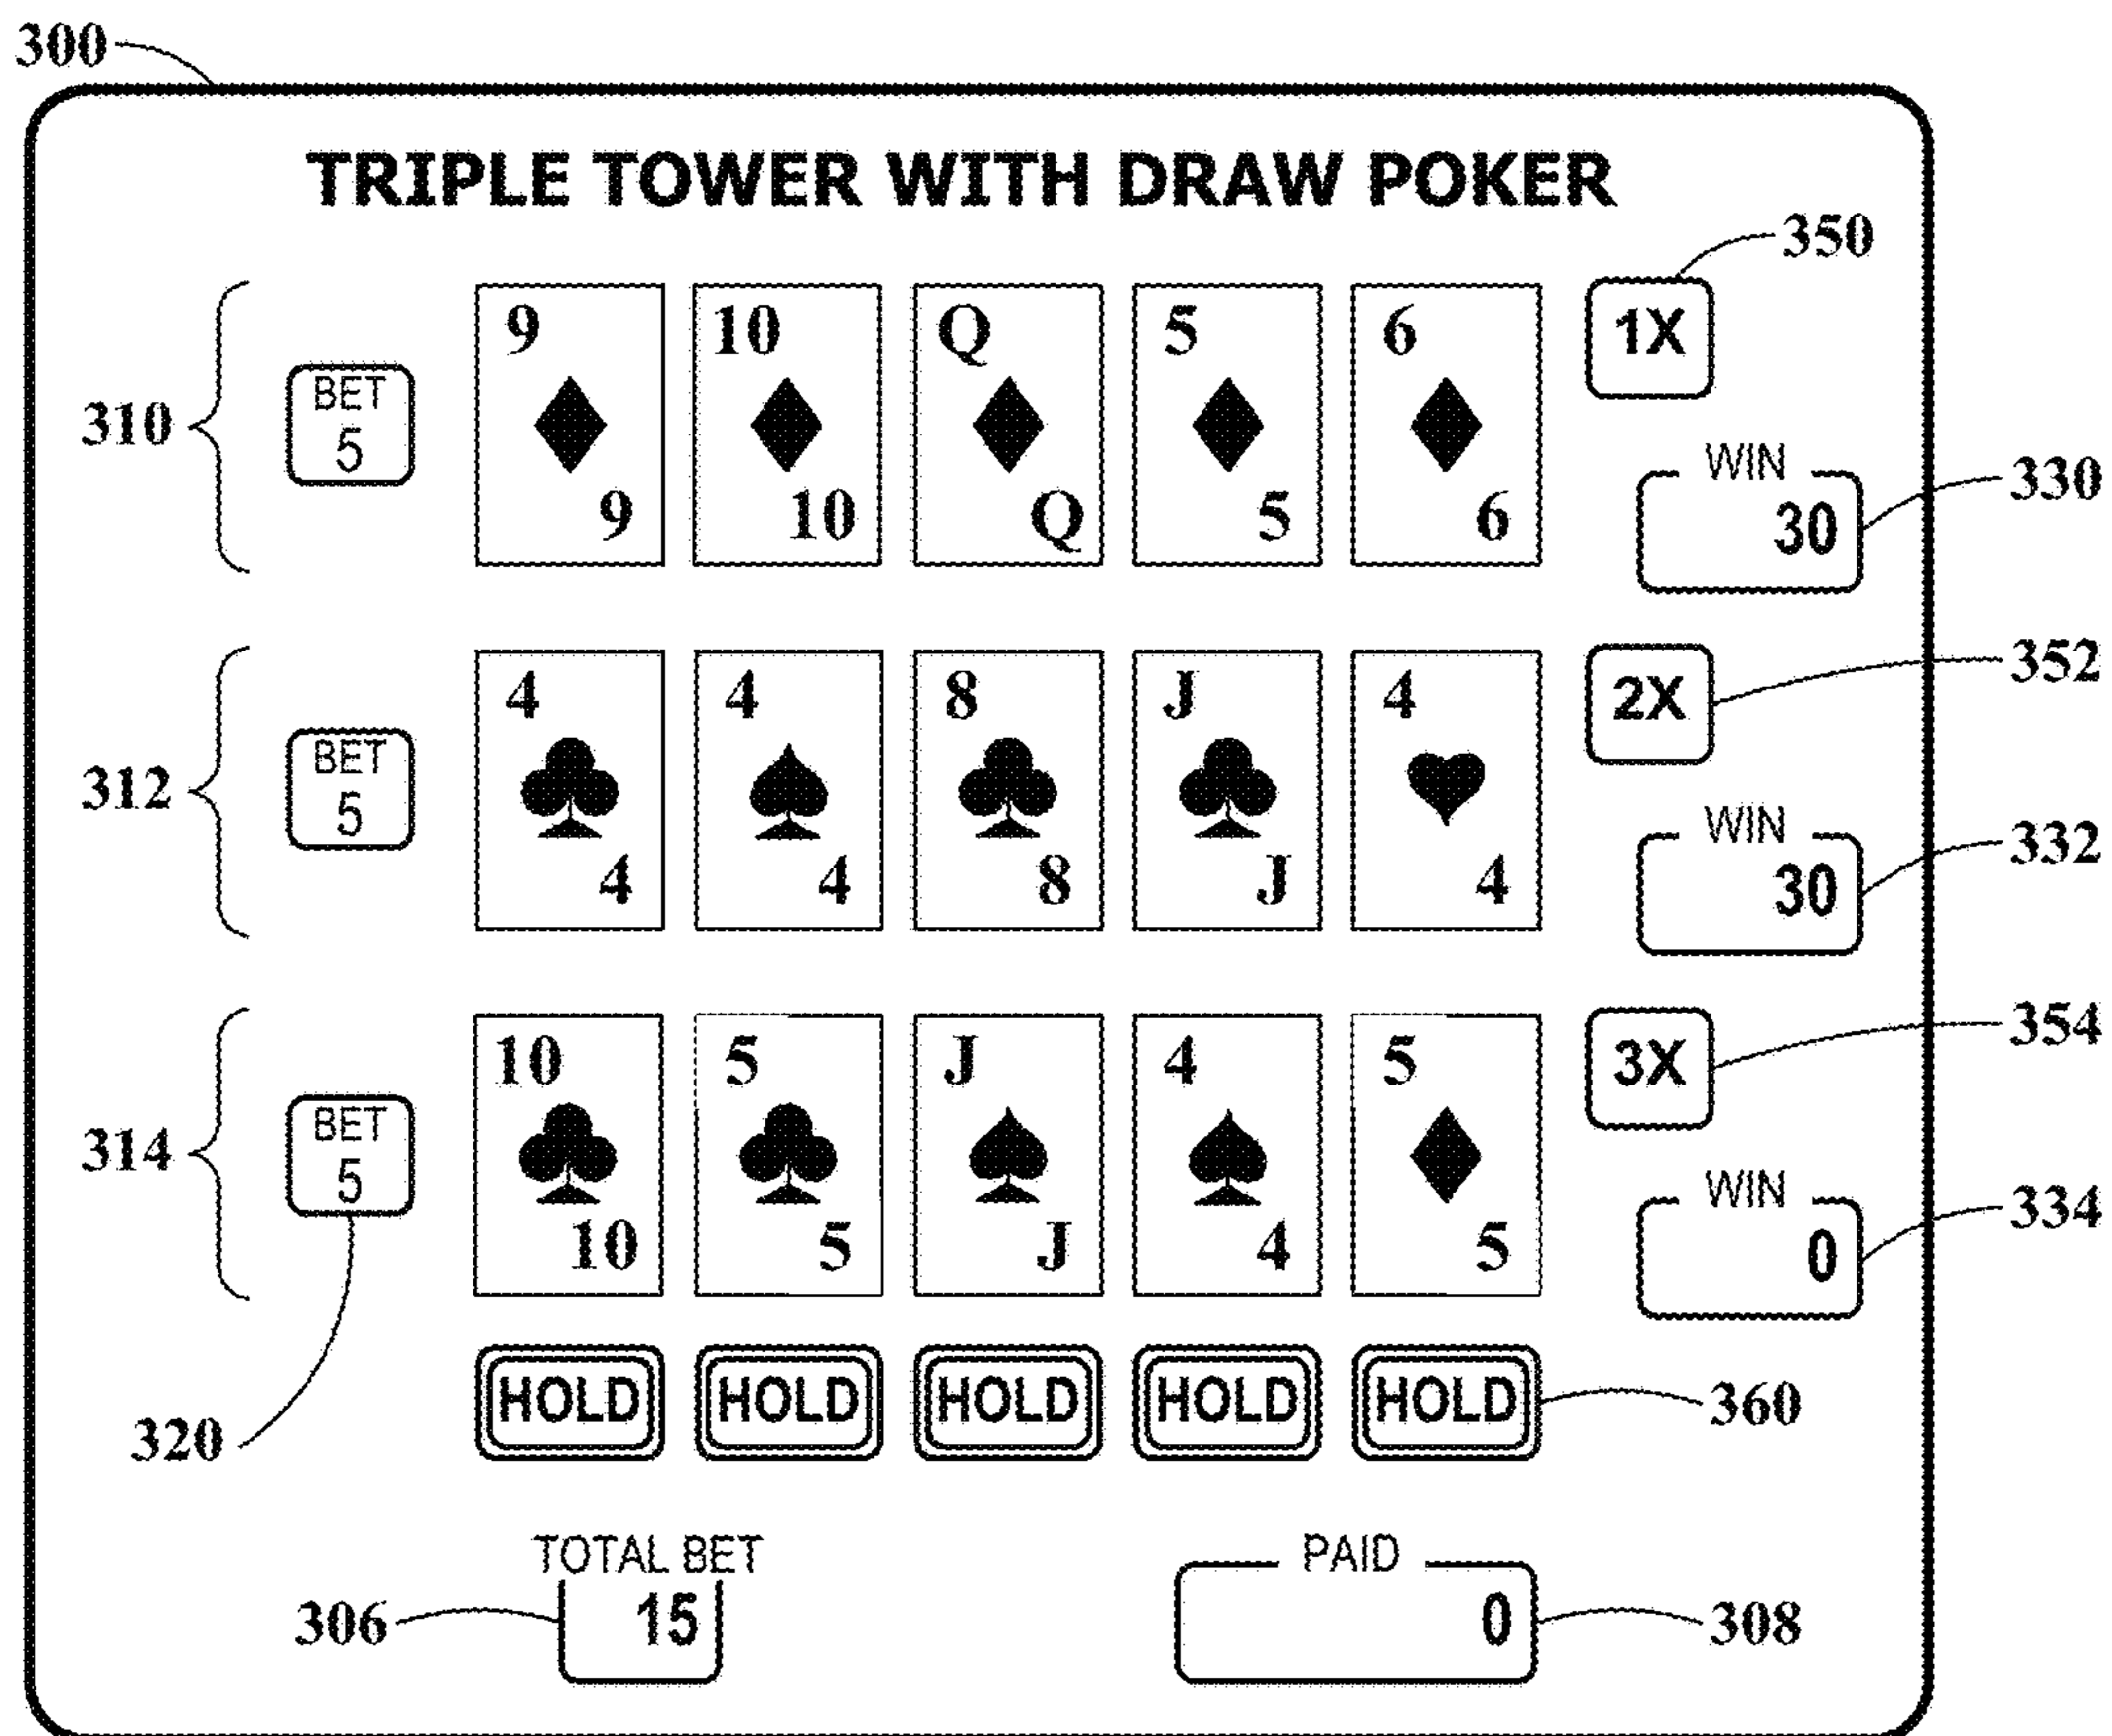 300
TRIPLE TOWER WITH DRAW POKER
350
9 10 Q 5 6 1X
310 BET
5
WIN
30 330
9 10 Q 5 6
4 4 8 J 4 2X 352
312 BET
5
WIN
30 332
4 4 8 J 4
10 5 J 4 5 3X 354
314 BET
5
WIN
0 334
10 5 J 4 5
320 HOLD HOLD HOLD HOLD HOLD 360
TOTAL BET PAID
306 15 0 308